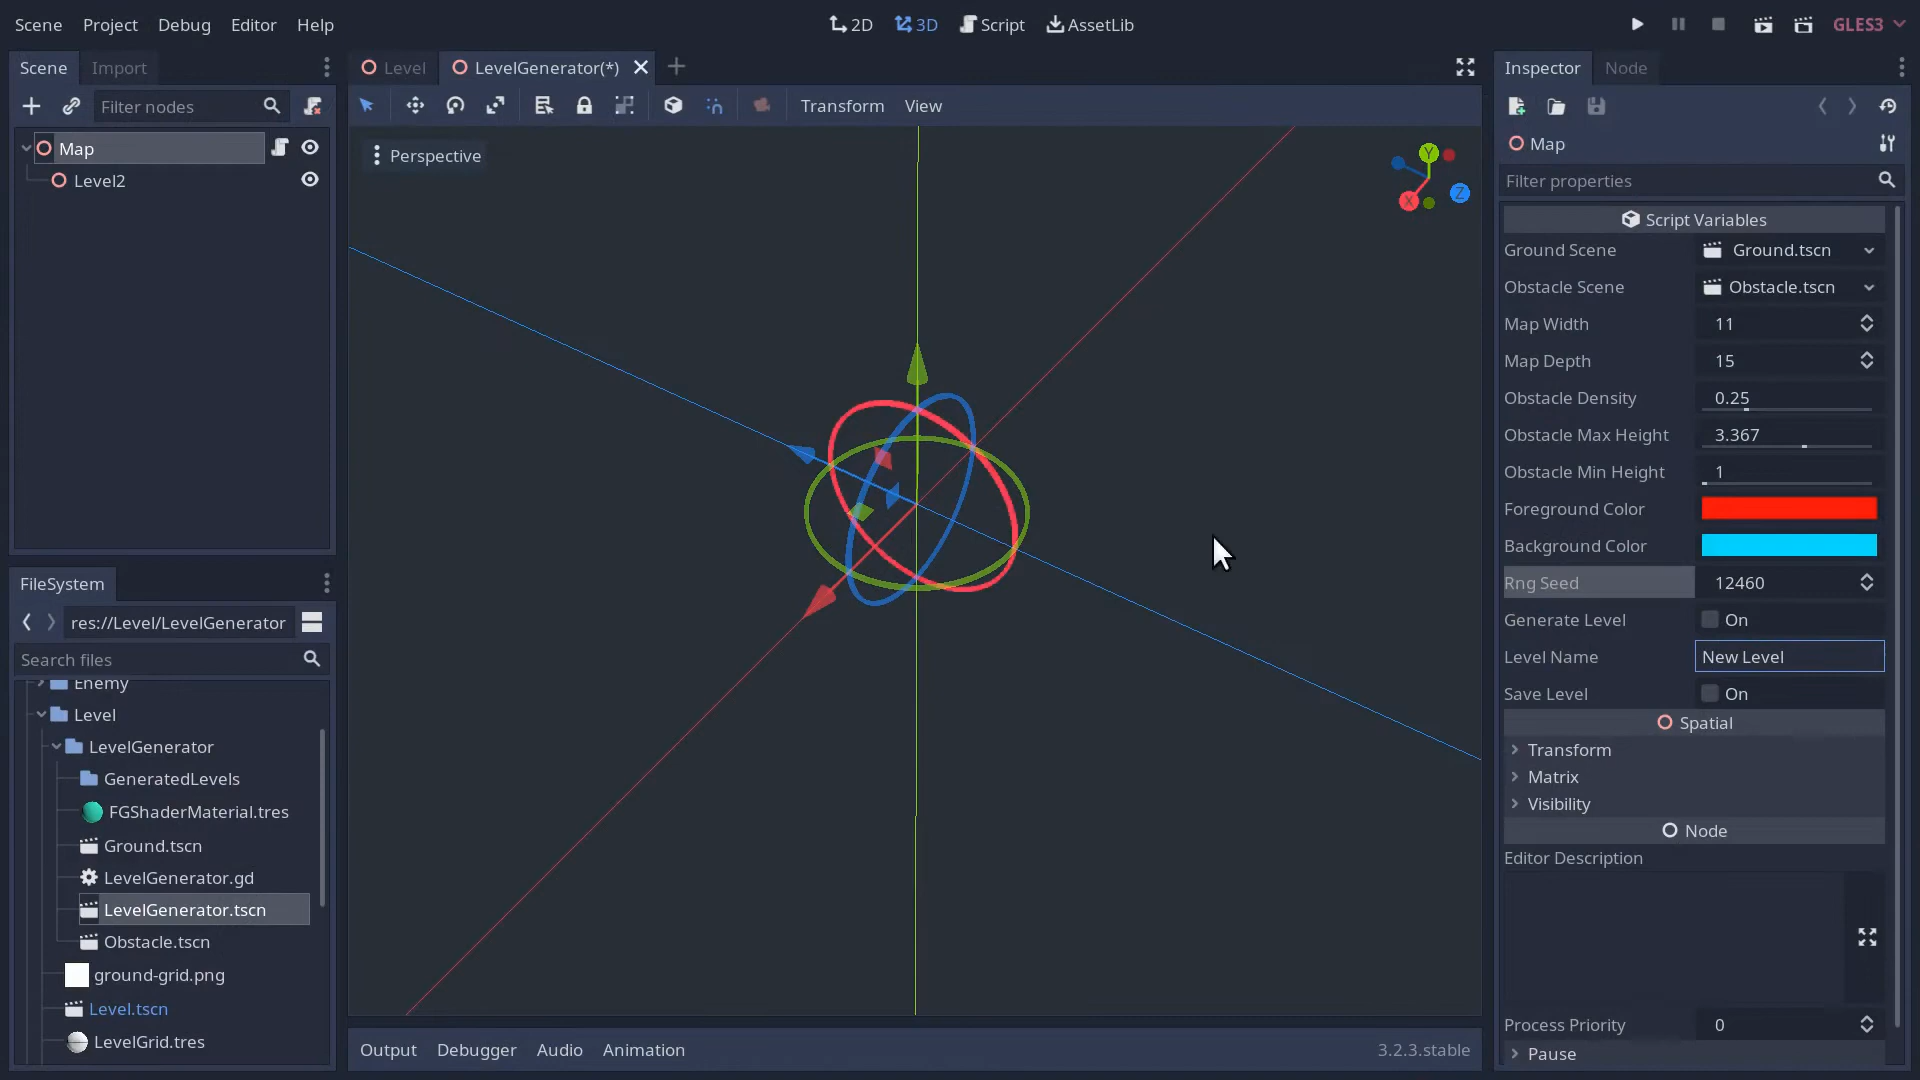 Scene Project Debug Editor Help
2D 3D Script AssetLib
GLES3
Scene Import
Filter nodes
Map
Level2
FileSystem
res://Level/LevelGenerator
Search files
Enemy
Level
LevelGenerator
GeneratedLevels
FGShaderMaterial.tres
Ground.tscn
LevelGenerator.gd
LevelGenerator.tscn
Obstacle.tscn
ground-grid.png
Level.tscn
LevelGrid.tres
Level LevelGenerator(*)
Transform View
Perspective
Y
X
Z
Output Debugger Audio Animation 3.2.3.stable
Inspector Node
Map
Filter properties
Script Variables
Ground Scene Ground.tscn
Obstacle Scene Obstacle.tscn
Map Width 11
Map Depth 15
Obstacle Density 0.25
Obstacle Max Height 3.367
Obstacle Min Height 1
Foreground Color
Background Color
Rng Seed 12460
Generate Level On
Level Name New Level
Save Level On
Spatial
Transform
Matrix
Visibility
Node
Editor Description
Process Priority 0
Pause